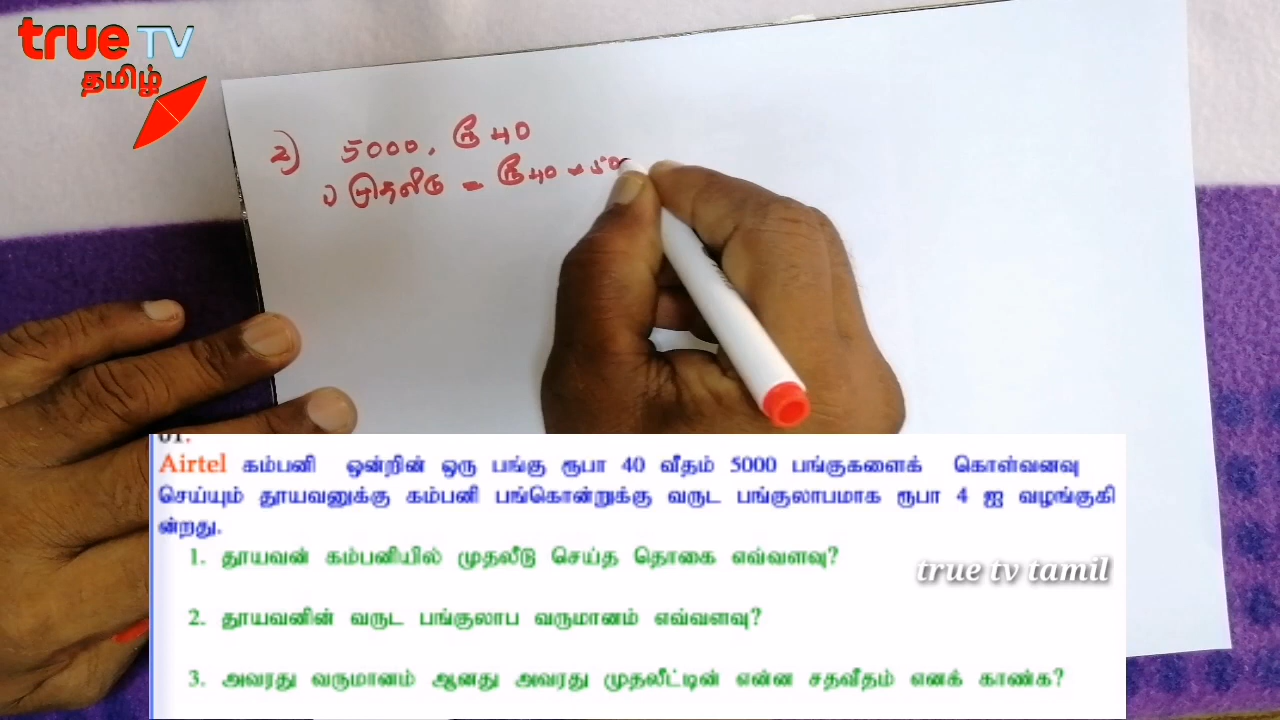 true TV
தமிழ்
2) 5000, ரூ 40
1) முதலீடு = ரூ 40 × 500
01.
Airtel கம்பனி ஒன்றின் ஒரு பங்கு ரூபா 40 வீதம் 5000 பங்குகளைக் கொள்வனவு
செய்யும் தூயவனுக்கு கம்பனி பங்கொன்றுக்கு வருட பங்குலாபமாக ரூபா 4 ஐ வழங்குகி
ன்றது.
1. தூயவன் கம்பனியில் முதலீடு செய்த தொகை எவ்வளவு?
true tv tamil
2. தூயவனின் வருட பங்குலாப வருமானம் எவ்வளவு?
3. அவரது வருமானம் ஆனது அவரது முதலீட்டின் என்ன சதவீதம் எனக் காண்க?